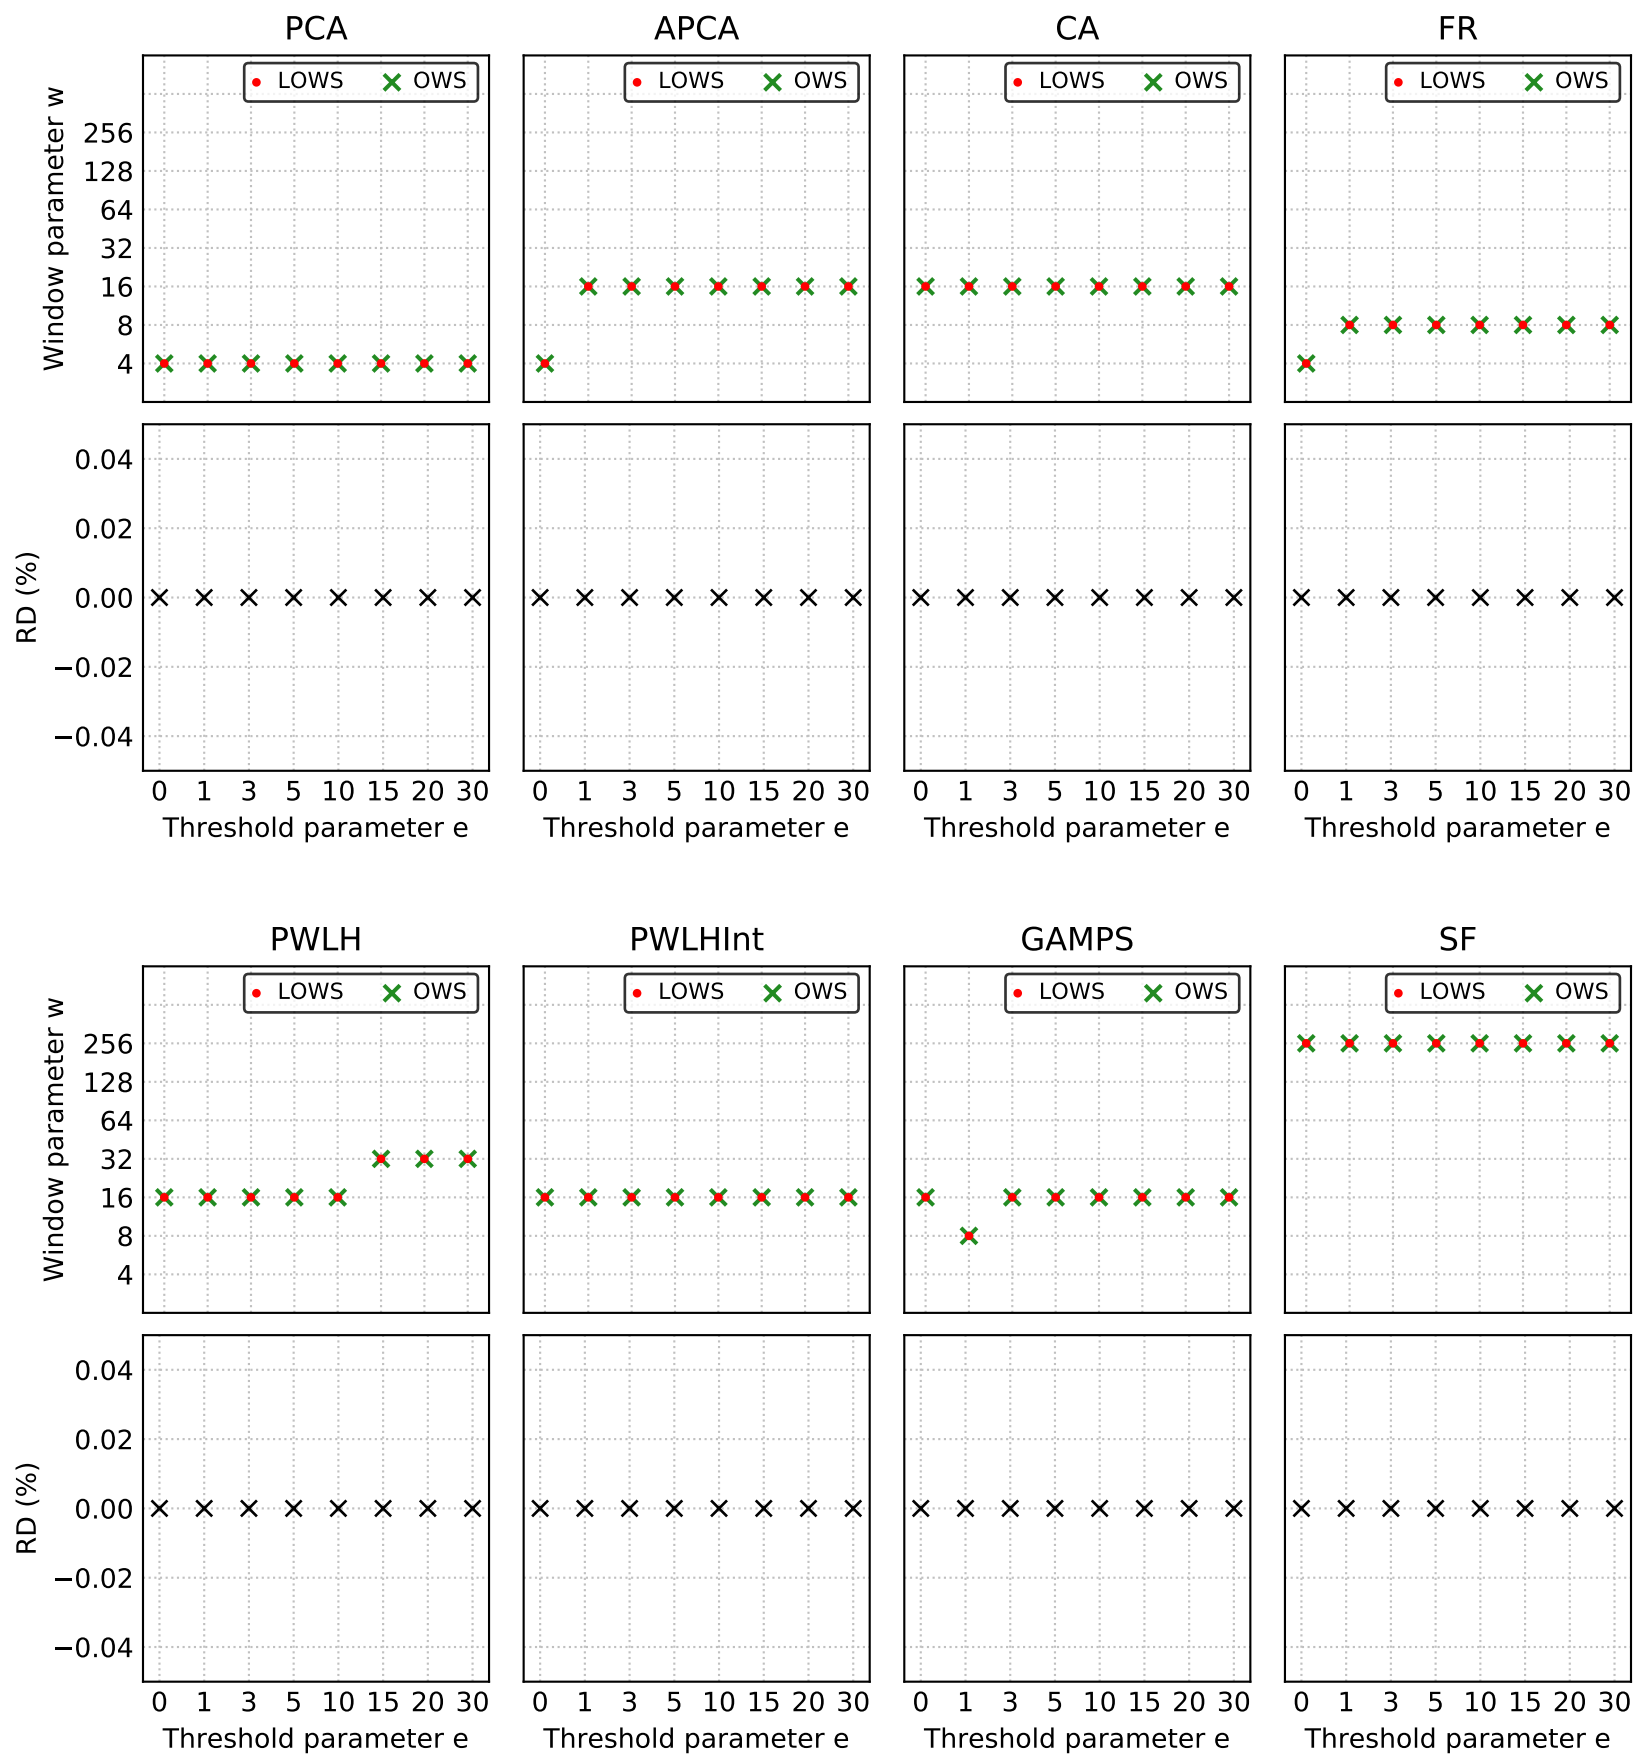 PCA APCA CA FR
LOWS OWS LOWS OWS LOWS OWS LOWS OWS
Window parameter w
256
128
64
32
16
8
4
RD (%)
0.04
0.02
0.00
−0.02
−0.04
0 1 3 5 10 15 20 30 0 1 3 5 10 15 20 30 0 1 3 5 10 15 20 30 0 1 3 5 10 15 20 30
Threshold parameter e Threshold parameter e Threshold parameter e Threshold parameter e
PWLH PWLHInt GAMPS SF
LOWS OWS LOWS OWS LOWS OWS LOWS OWS
Window parameter w
256
128
64
32
16
8
4
RD (%)
0.04
0.02
0.00
−0.02
−0.04
0 1 3 5 10 15 20 30 0 1 3 5 10 15 20 30 0 1 3 5 10 15 20 30 0 1 3 5 10 15 20 30
Threshold parameter e Threshold parameter e Threshold parameter e Threshold parameter e